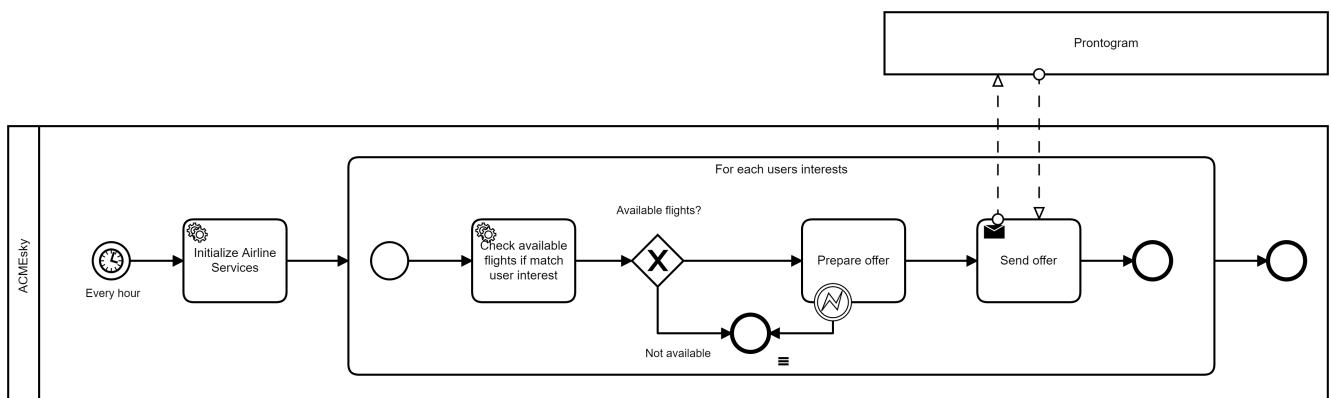 Prontogram
ACMEsky
For each users interests
Available flights?
Initialize Airline
Services
Check available
flights if match
user interest
Prepare offer
Send offer
Every hour
Not available